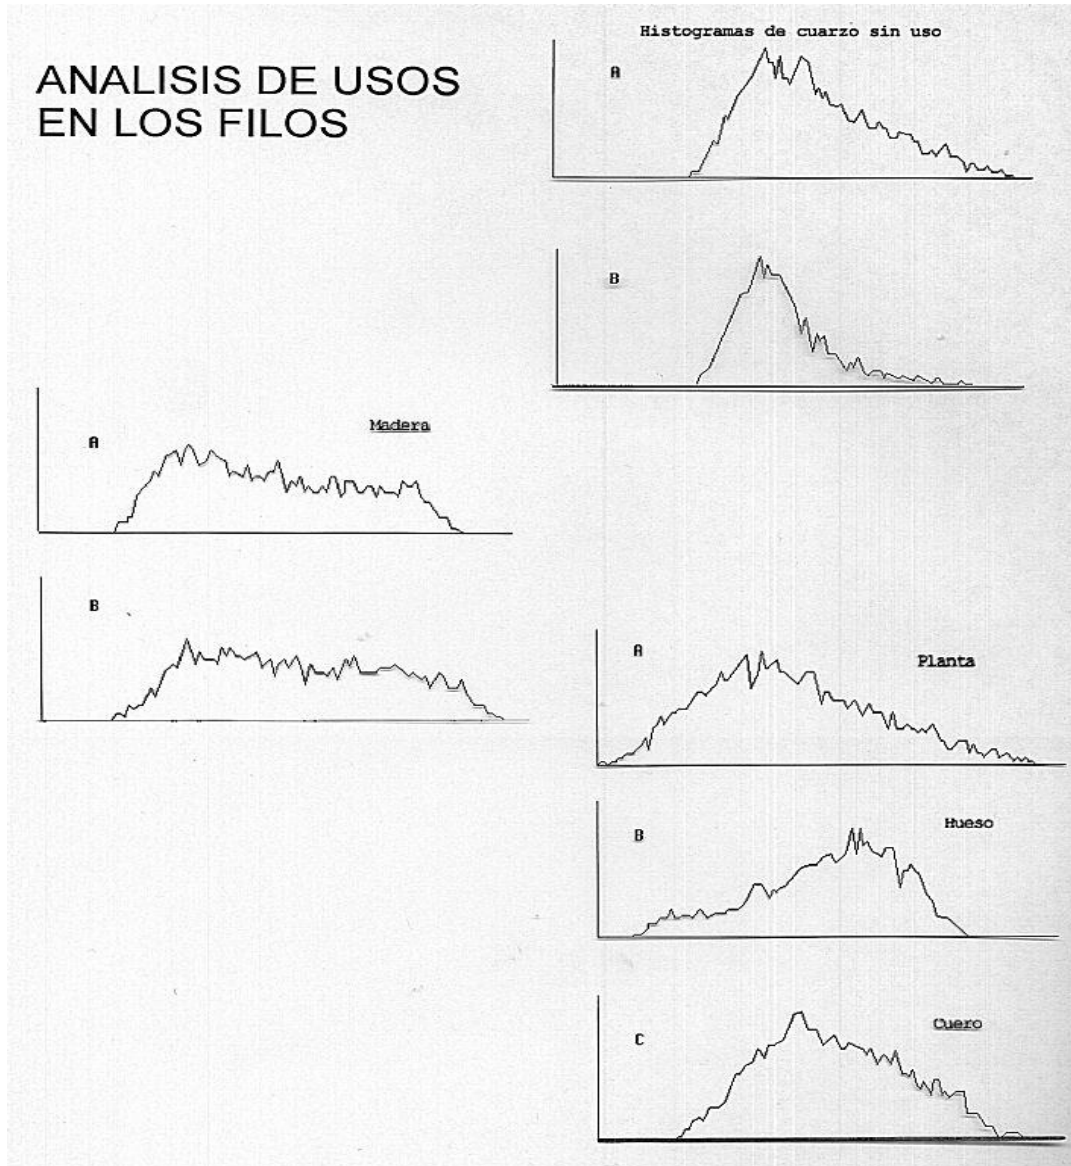 ANALISIS DE USOS
EN LOS FILOS
Histogramas de cuarzo sin uso
A
B
Madera
A
B
A
Planta
B
Hueso
C
Cuero